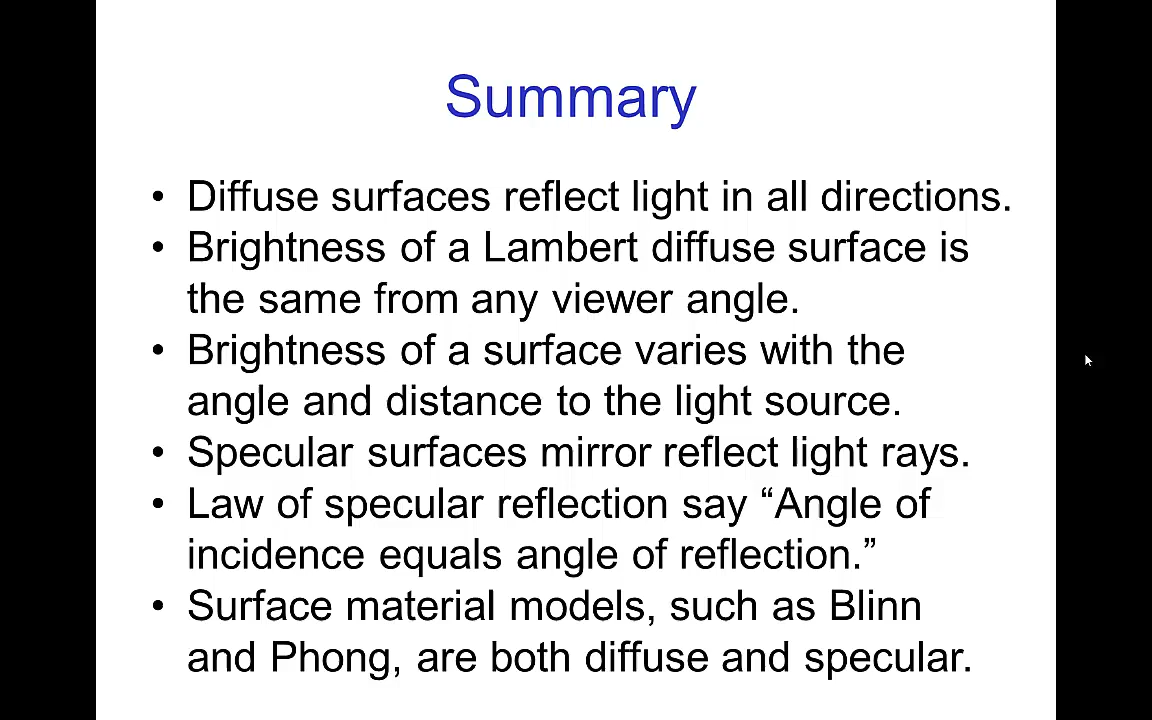 Summary
• Diffuse surfaces reflect light in all directions.
• Brightness of a Lambert diffuse surface is
the same from any viewer angle.
• Brightness of a surface varies with the
angle and distance to the light source.
• Specular surfaces mirror reflect light rays.
• Law of specular reflection say “Angle of
incidence equals angle of reflection.”
• Surface material models, such as Blinn
and Phong, are both diffuse and specular.